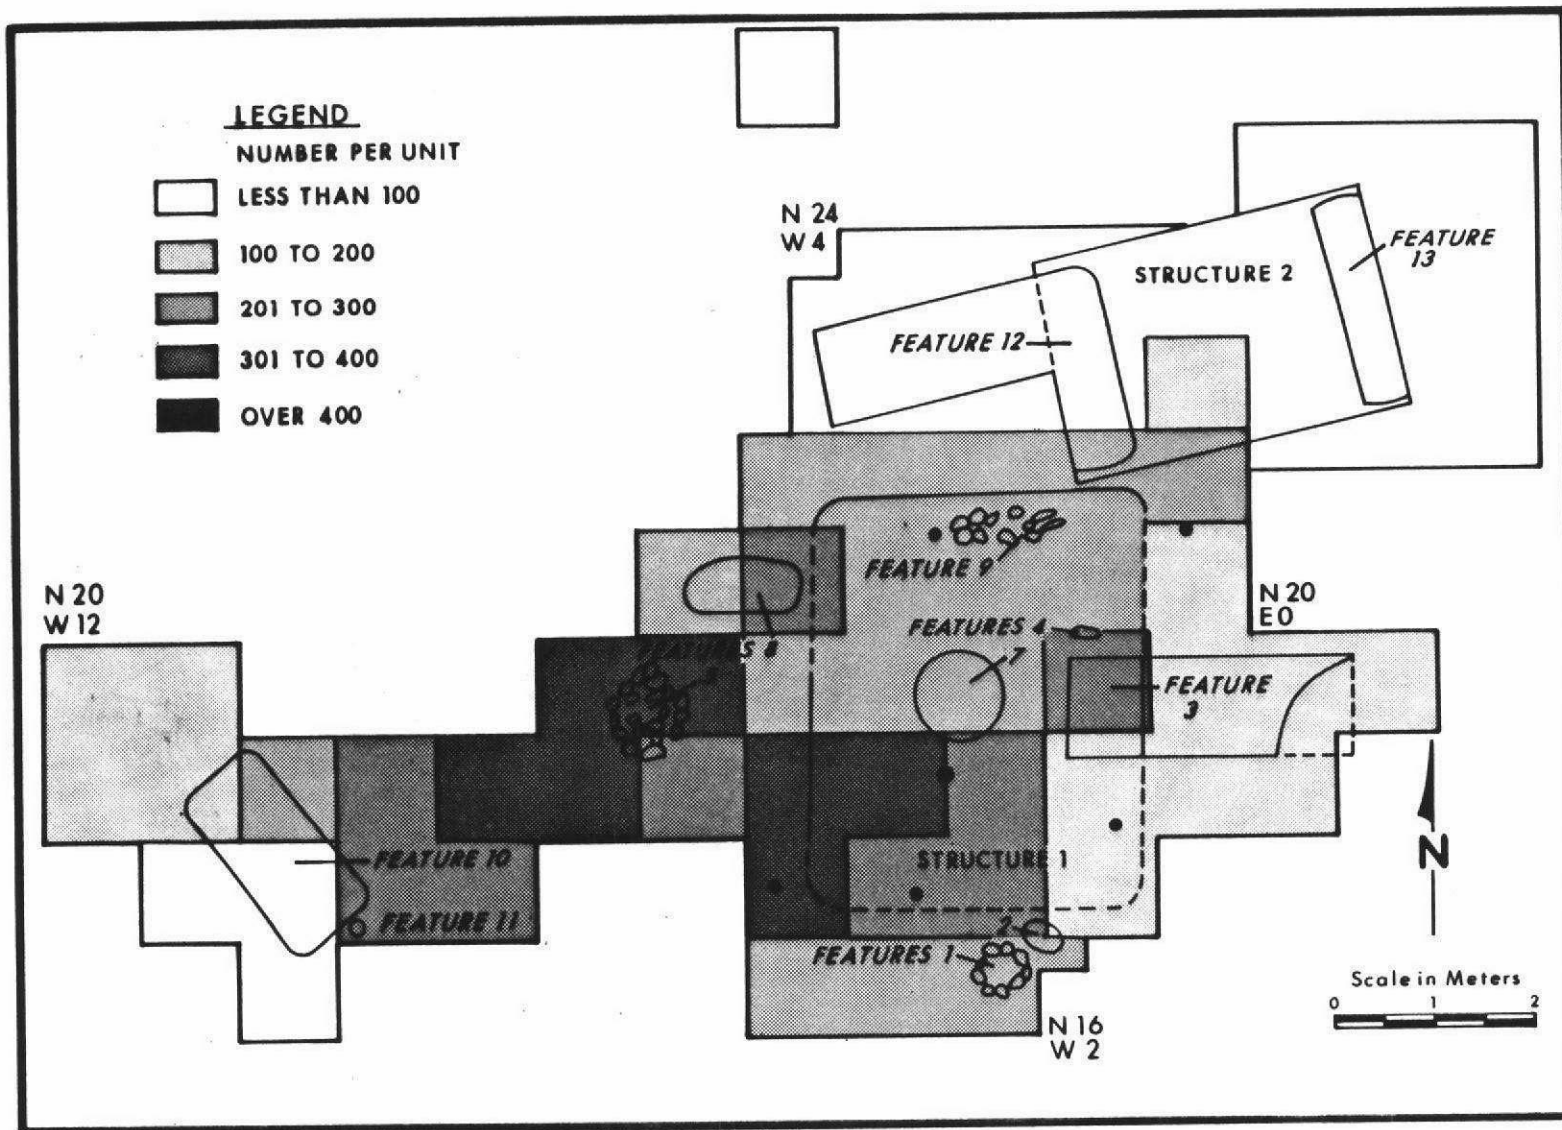 LEGEND
NUMBER PER UNIT
LESS THAN 100
100 TO 200
201 TO 300
301 TO 400
OVER 400
N 24
W 4
FEATURE
13
STRUCTURE 2
FEATURE 12
FEATURE 9
N 20
W 12
N 20
E 0
FEATURES 4
7
FEATURES 8
FEATURE
3
FEATURE 10
STRUCTURE 1
FEATURE 11
2
FEATURES 1
N
Scale in Meters
0 1 2
N 16
W 2